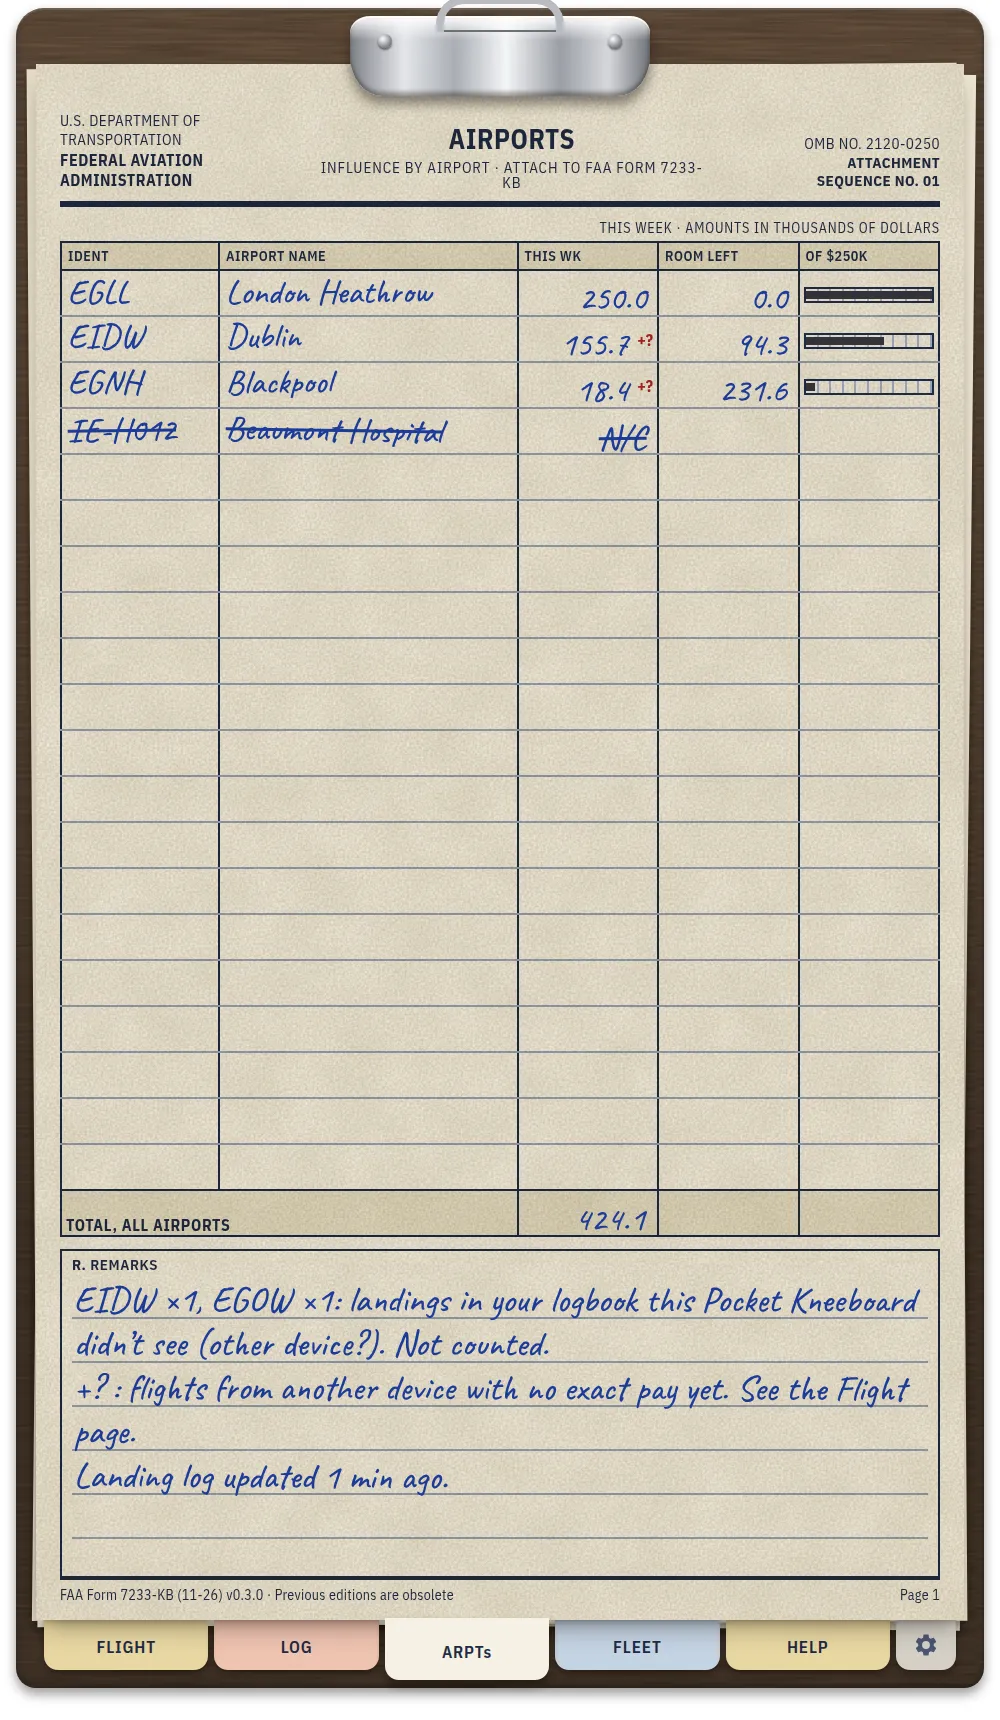 U.S. DEPARTMENT OF
TRANSPORTATION
FEDERAL AVIATION
ADMINISTRATION
AIRPORTS
INFLUENCE BY AIRPORT · ATTACH TO FAA FORM 7233-
KB
OMB NO. 2120-0250
ATTACHMENT
SEQUENCE NO. 01
THIS WEEK · AMOUNTS IN THOUSANDS OF DOLLARS
IDENT AIRPORT NAME THIS WK ROOM LEFT OF $250K
EGLL London Heathrow 250.0 0.0
EIDW Dublin 155.7 +? 94.3
EGNH Blackpool 18.4 +? 231.6
IE-H042 Beaumont Hospital N/C
TOTAL, ALL AIRPORTS 424.1
R. REMARKS
EIDW ×1, EGOW ×1: landings in your logbook this Pocket Kneeboard
didn't see (other device?). Not counted.
+? : flights from another device with no exact pay yet. See the Flight
page.
Landing log updated 1 min ago.
FAA Form 7233-KB (11-26) v0.3.0 · Previous editions are obsolete Page 1
FLIGHT LOG ARPTs FLEET HELP